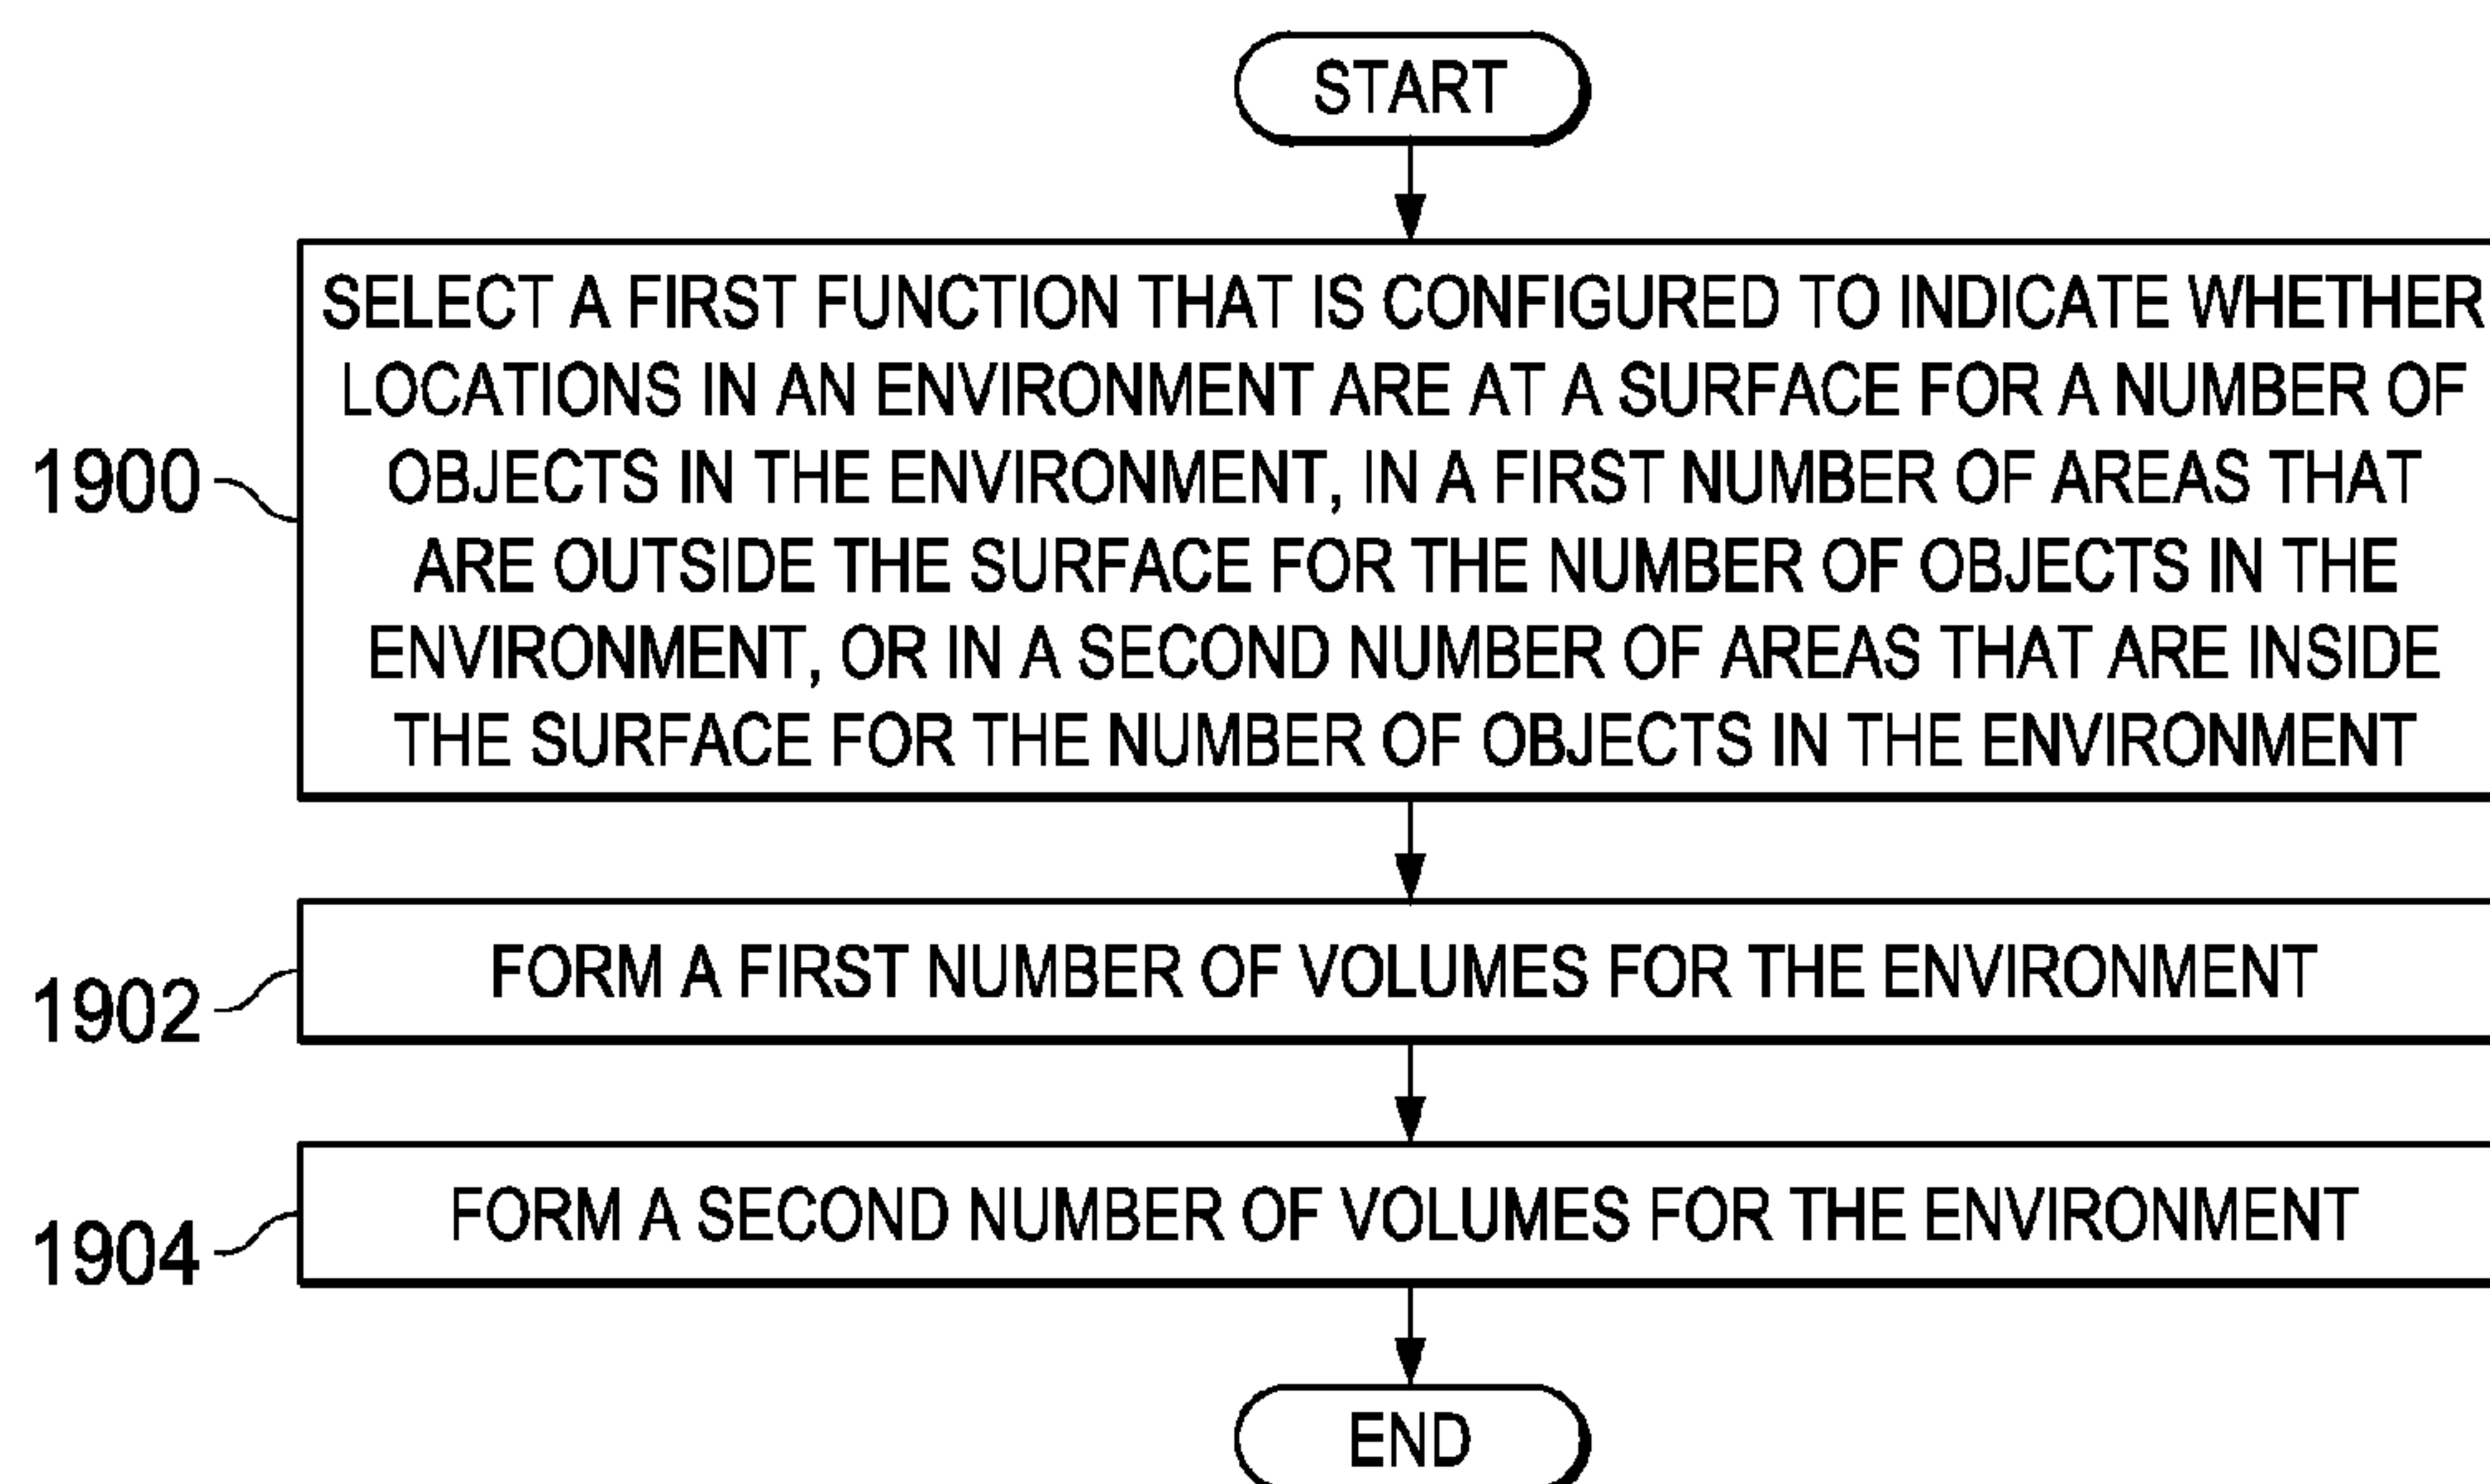 START
SELECT A FIRST FUNCTION THAT IS CONFIGURED TO INDICATE WHETHER
LOCATIONS IN AN ENVIRONMENT ARE AT A SURFACE FOR A NUMBER OF
OBJECTS IN THE ENVIRONMENT, IN A FIRST NUMBER OF AREAS THAT
ARE OUTSIDE THE SURFACE FOR THE NUMBER OF OBJECTS IN THE
ENVIRONMENT, OR IN A SECOND NUMBER OF AREAS THAT ARE INSIDE
THE SURFACE FOR THE NUMBER OF OBJECTS IN THE ENVIRONMENT
1900
FORM A FIRST NUMBER OF VOLUMES FOR THE ENVIRONMENT
1902
FORM A SECOND NUMBER OF VOLUMES FOR THE ENVIRONMENT
1904
END